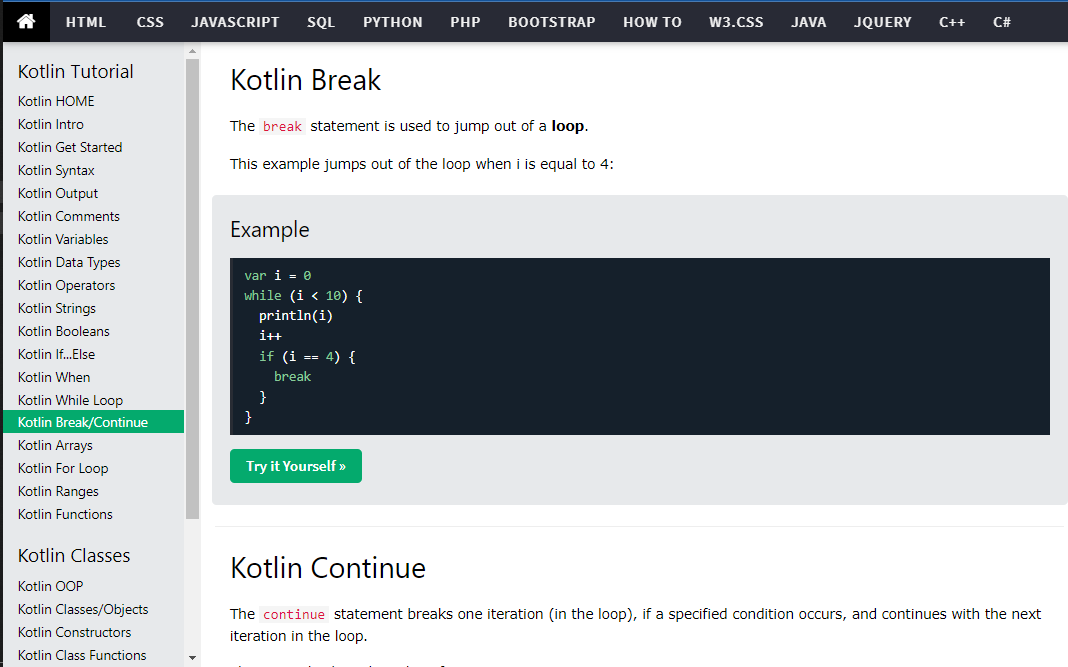 HTML CSS JAVASCRIPT SQL PYTHON PHP BOOTSTRAP HOW TO W3.CSS JAVA JQUERY C++ C#
Kotlin Tutorial
Kotlin HOME
Kotlin Intro
Kotlin Get Started
Kotlin Syntax
Kotlin Output
Kotlin Comments
Kotlin Variables
Kotlin Data Types
Kotlin Operators
Kotlin Strings
Kotlin Booleans
Kotlin If...Else
Kotlin When
Kotlin While Loop
Kotlin Break/Continue
Kotlin Arrays
Kotlin For Loop
Kotlin Ranges
Kotlin Functions
Kotlin Classes
Kotlin OOP
Kotlin Classes/Objects
Kotlin Constructors
Kotlin Class Functions
Kotlin Break
The break statement is used to jump out of a loop.
This example jumps out of the loop when i is equal to 4:
Example
var i = 0
while (i < 10) {
  println(i)
  i++
  if (i == 4) {
    break
  }
}
Try it Yourself »
Kotlin Continue
The continue statement breaks one iteration (in the loop), if a specified condition occurs, and continues with the next
iteration in the loop.